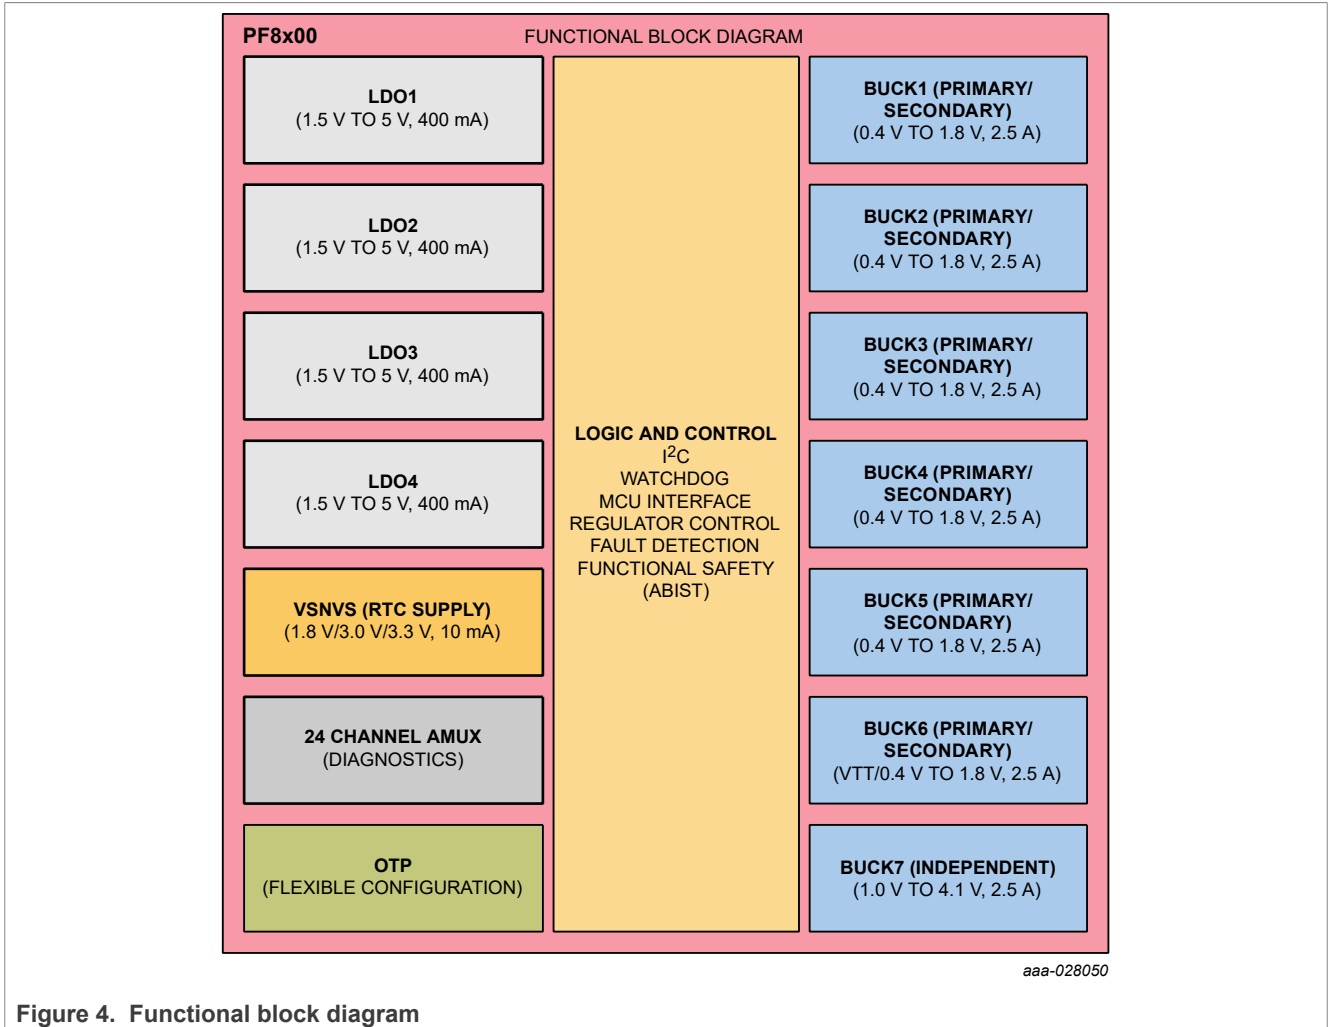 PF8x00
FUNCTIONAL BLOCK DIAGRAM
LDO1
(1.5 V TO 5 V, 400 mA)
LDO2
(1.5 V TO 5 V, 400 mA)
LDO3
(1.5 V TO 5 V, 400 mA)
LDO4
(1.5 V TO 5 V, 400 mA)
VSNVS (RTC SUPPLY)
(1.8 V/3.0 V/3.3 V, 10 mA)
24 CHANNEL AMUX
(DIAGNOSTICS)
OTP
(FLEXIBLE CONFIGURATION)
LOGIC AND CONTROL
I2C
WATCHDOG
MCU INTERFACE
REGULATOR CONTROL
FAULT DETECTION
FUNCTIONAL SAFETY
(ABIST)
BUCK1 (PRIMARY/
SECONDARY)
(0.4 V TO 1.8 V, 2.5 A)
BUCK2 (PRIMARY/
SECONDARY)
(0.4 V TO 1.8 V, 2.5 A)
BUCK3 (PRIMARY/
SECONDARY)
(0.4 V TO 1.8 V, 2.5 A)
BUCK4 (PRIMARY/
SECONDARY)
(0.4 V TO 1.8 V, 2.5 A)
BUCK5 (PRIMARY/
SECONDARY)
(0.4 V TO 1.8 V, 2.5 A)
BUCK6 (PRIMARY/
SECONDARY)
(VTT/0.4 V TO 1.8 V, 2.5 A)
BUCK7 (INDEPENDENT)
(1.0 V TO 4.1 V, 2.5 A)
aaa-028050
Figure 4. Functional block diagram